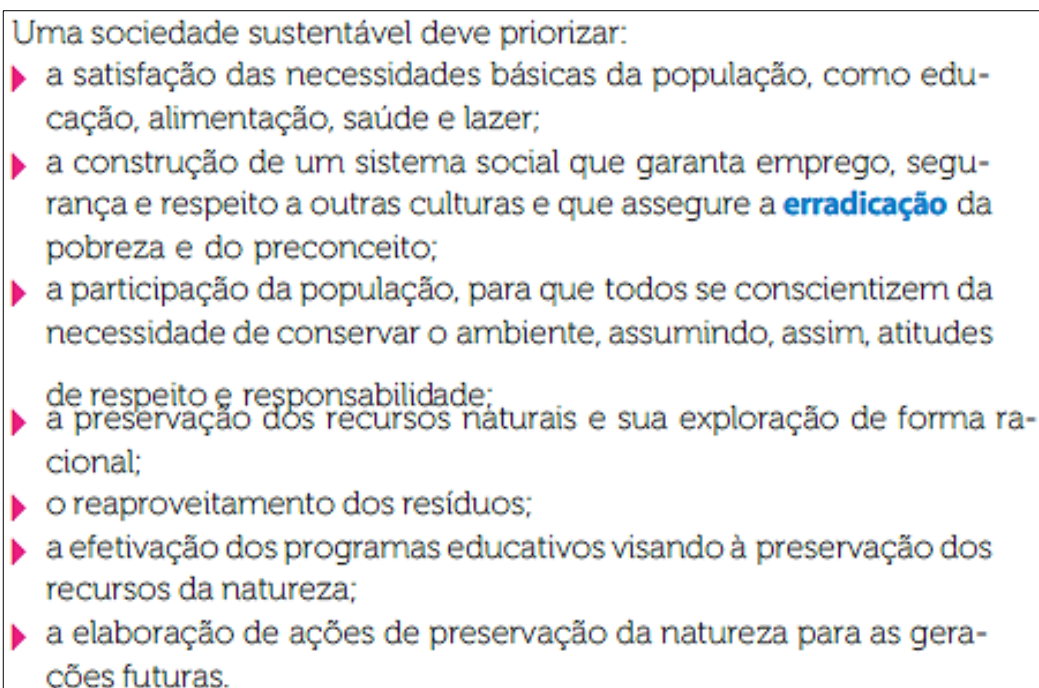 Uma sociedade sustentável deve priorizar:
a satisfação das necessidades básicas da população, como edu-
cação, alimentação, saúde e lazer;
a construção de um sistema social que garanta emprego, segu-
rança e respeito a outras culturas e que assegure a erradicação da
pobreza e do preconceito;
a participação da população, para que todos se conscientizem da
necessidade de conservar o ambiente, assumindo, assim, atitudes
de respeito e responsabilidade;
a preservação dos recursos naturais e sua exploração de forma ra-
cional;
o reaproveitamento dos resíduos;
a efetivação dos programas educativos visando à preservação dos
recursos da natureza;
a elaboração de ações de preservação da natureza para as gera-
ções futuras.